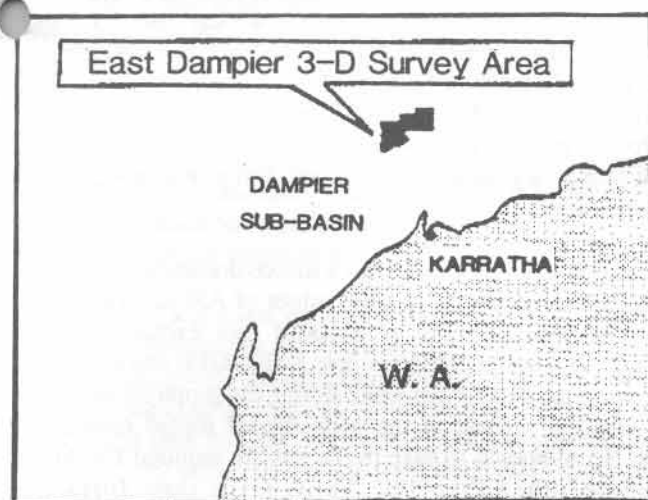 East Dampier 3-D Survey Area
DAMPIER
SUB-BASIN
KARRATHA
W. A.